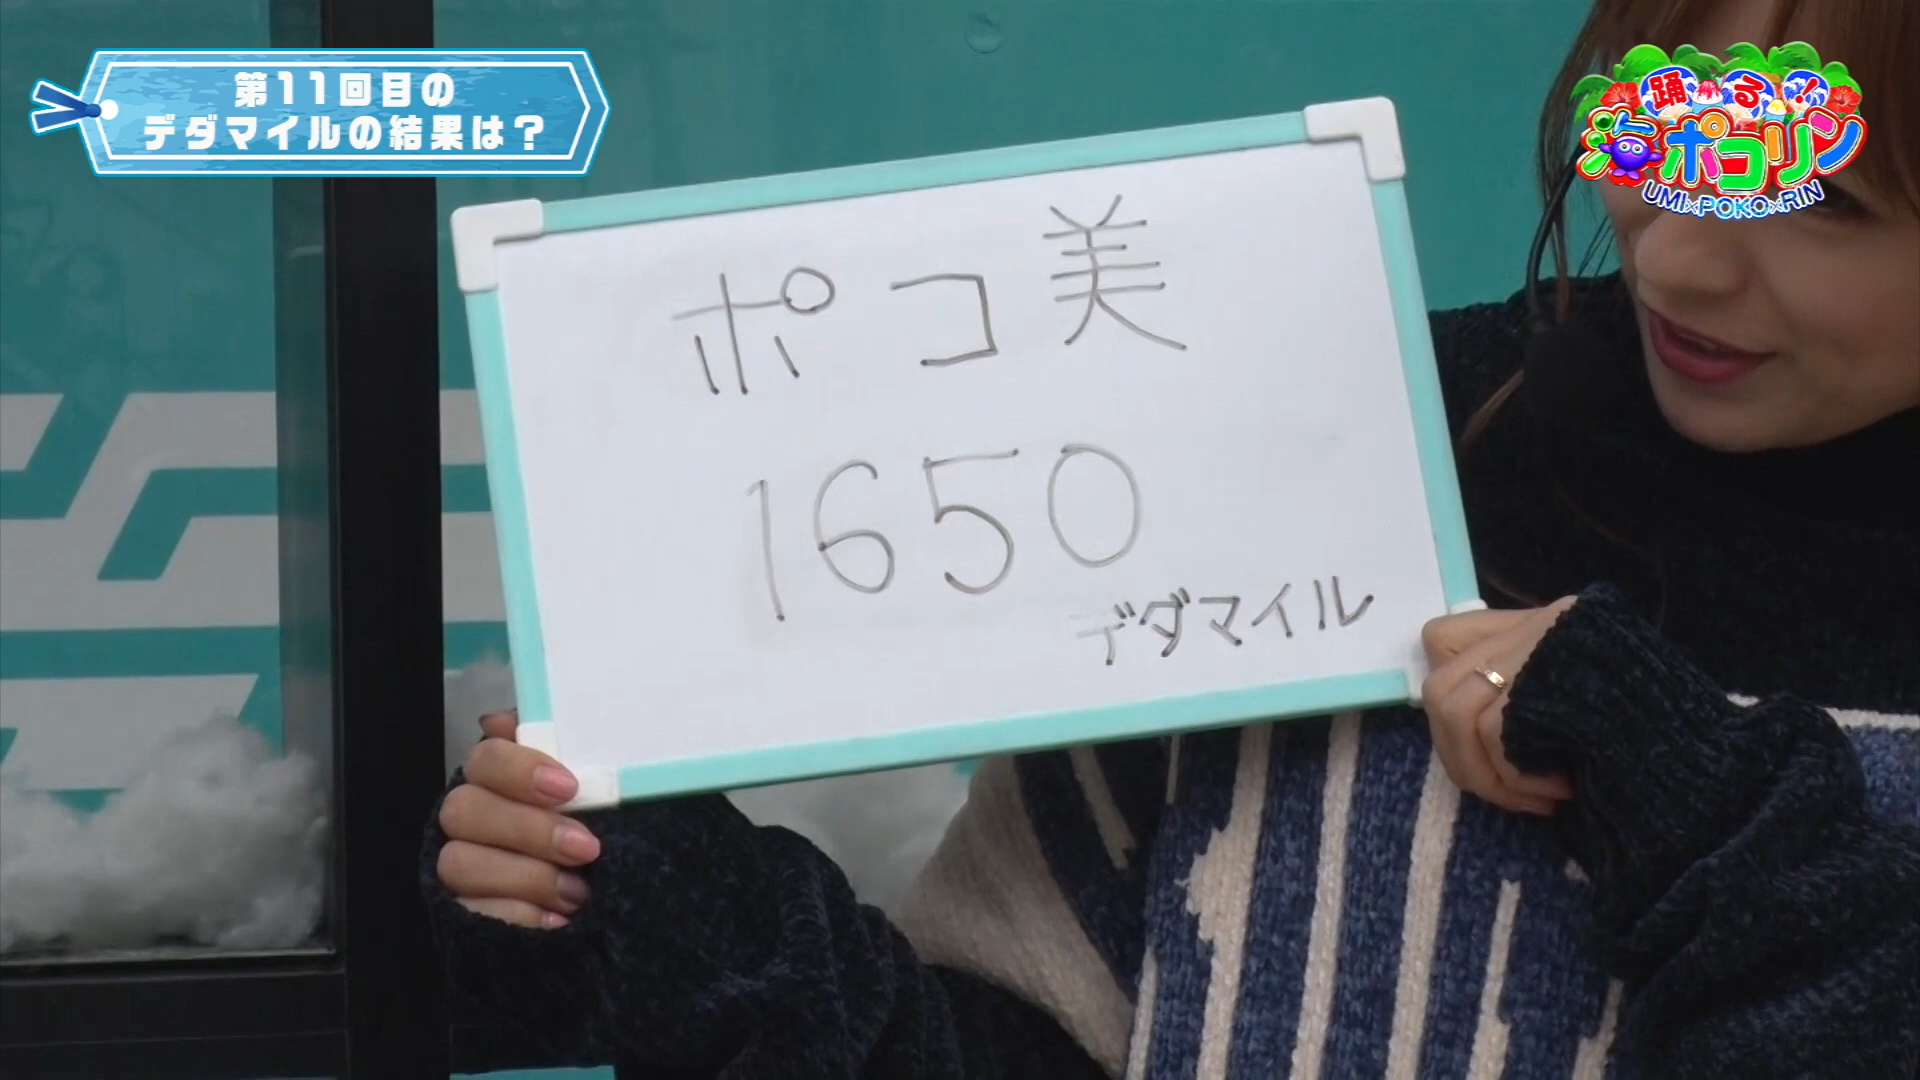 第11回目の
デダマイルの結果は?
踊る!!
海ポコリン
UMI×POKO×RIN
ポコ美
1650
デダマイル